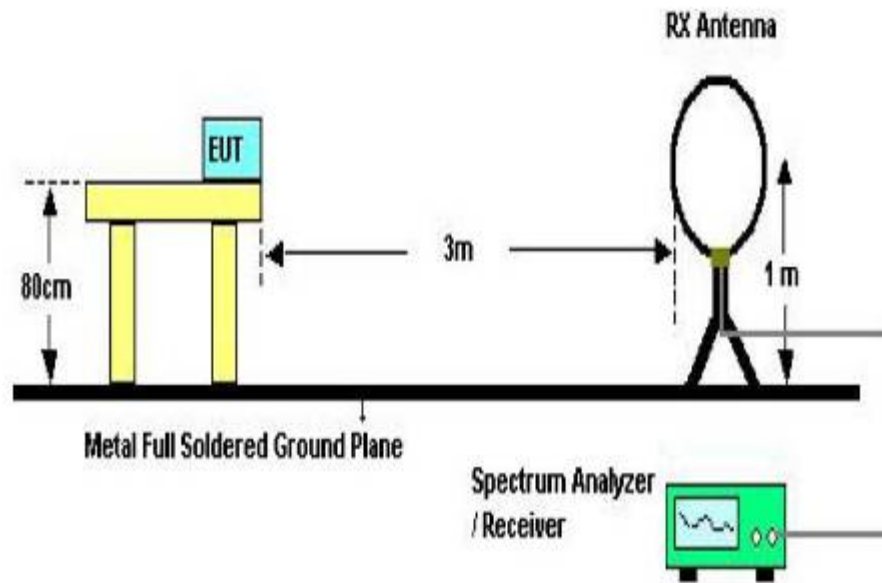 RX Antenna
EUT
3m
80cm
1 m
Metal Full Soldered Ground Plane
Spectrum Analyzer
/ Receiver